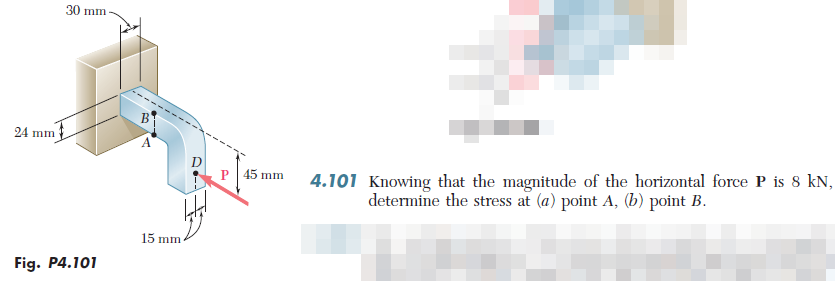 30 mm
B
24 mm
A
D
P
45 mm
15 mm
Fig. P4.101
4.101 Knowing that the magnitude of the horizontal force P is 8 kN,
determine the stress at (a) point A, (b) point B.